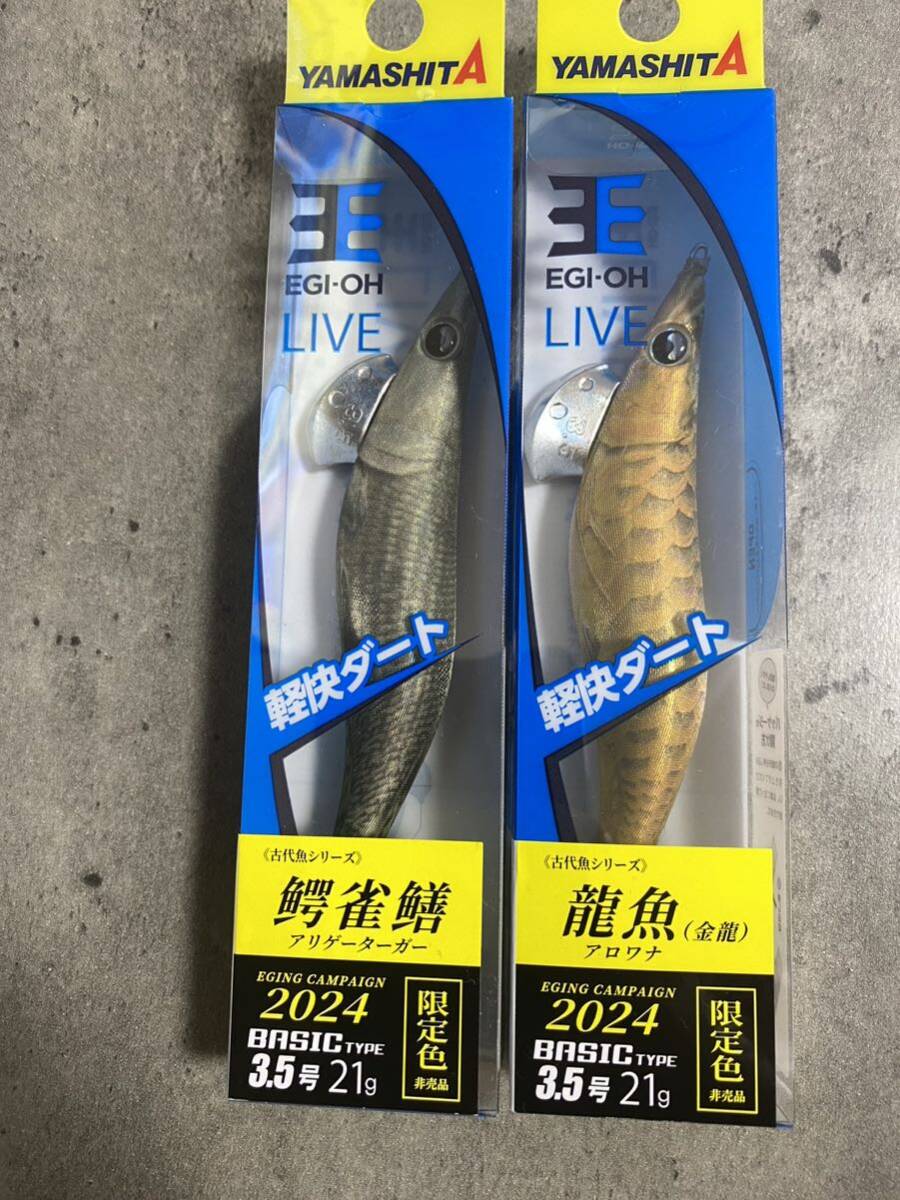 YAMASHITA
EGI-OH
LIVE
軽快ダート
《古代魚シリーズ》
鰐雀鱔
アリゲーターガー
EGING CAMPAIGN
2024
BASIC TYPE
3.5号 21g
限定色
非売品
YAMASHITA
EGI-OH
LIVE
軽快ダート
《古代魚シリーズ》
龍魚(金龍)
アロワナ
EGING CAMPAIGN
2024
BASIC TYPE
3.5号 21g
限定色
非売品